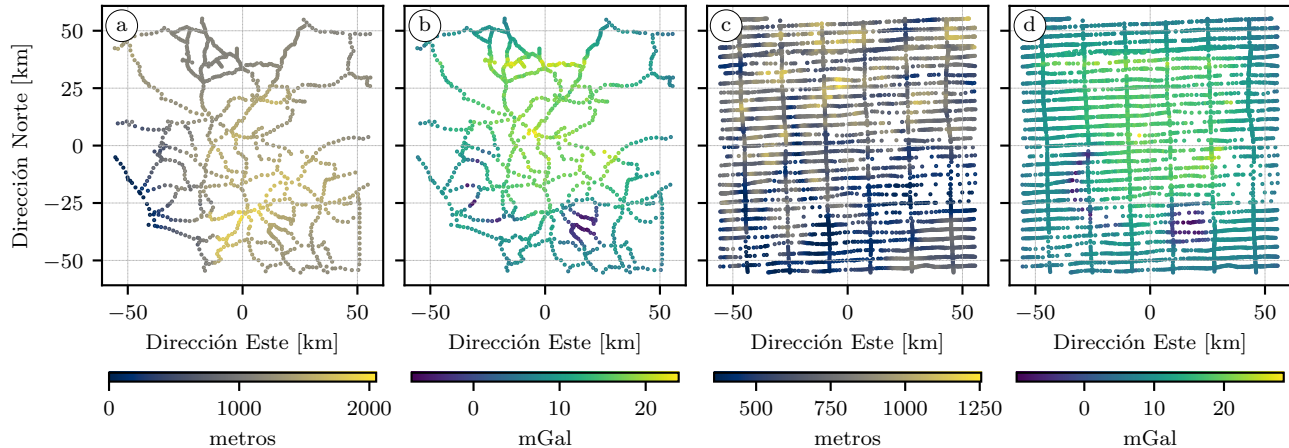 a b c d
50
25
0
−25
−50
Dirección Norte [km]
−50 0 50 −50 0 50 −50 0 50 −50 0 50
Dirección Este [km] Dirección Este [km] Dirección Este [km] Dirección Este [km]
0 1000 2000 0 10 20 500 750 1000 1250 0 10 20
metros mGal metros mGal